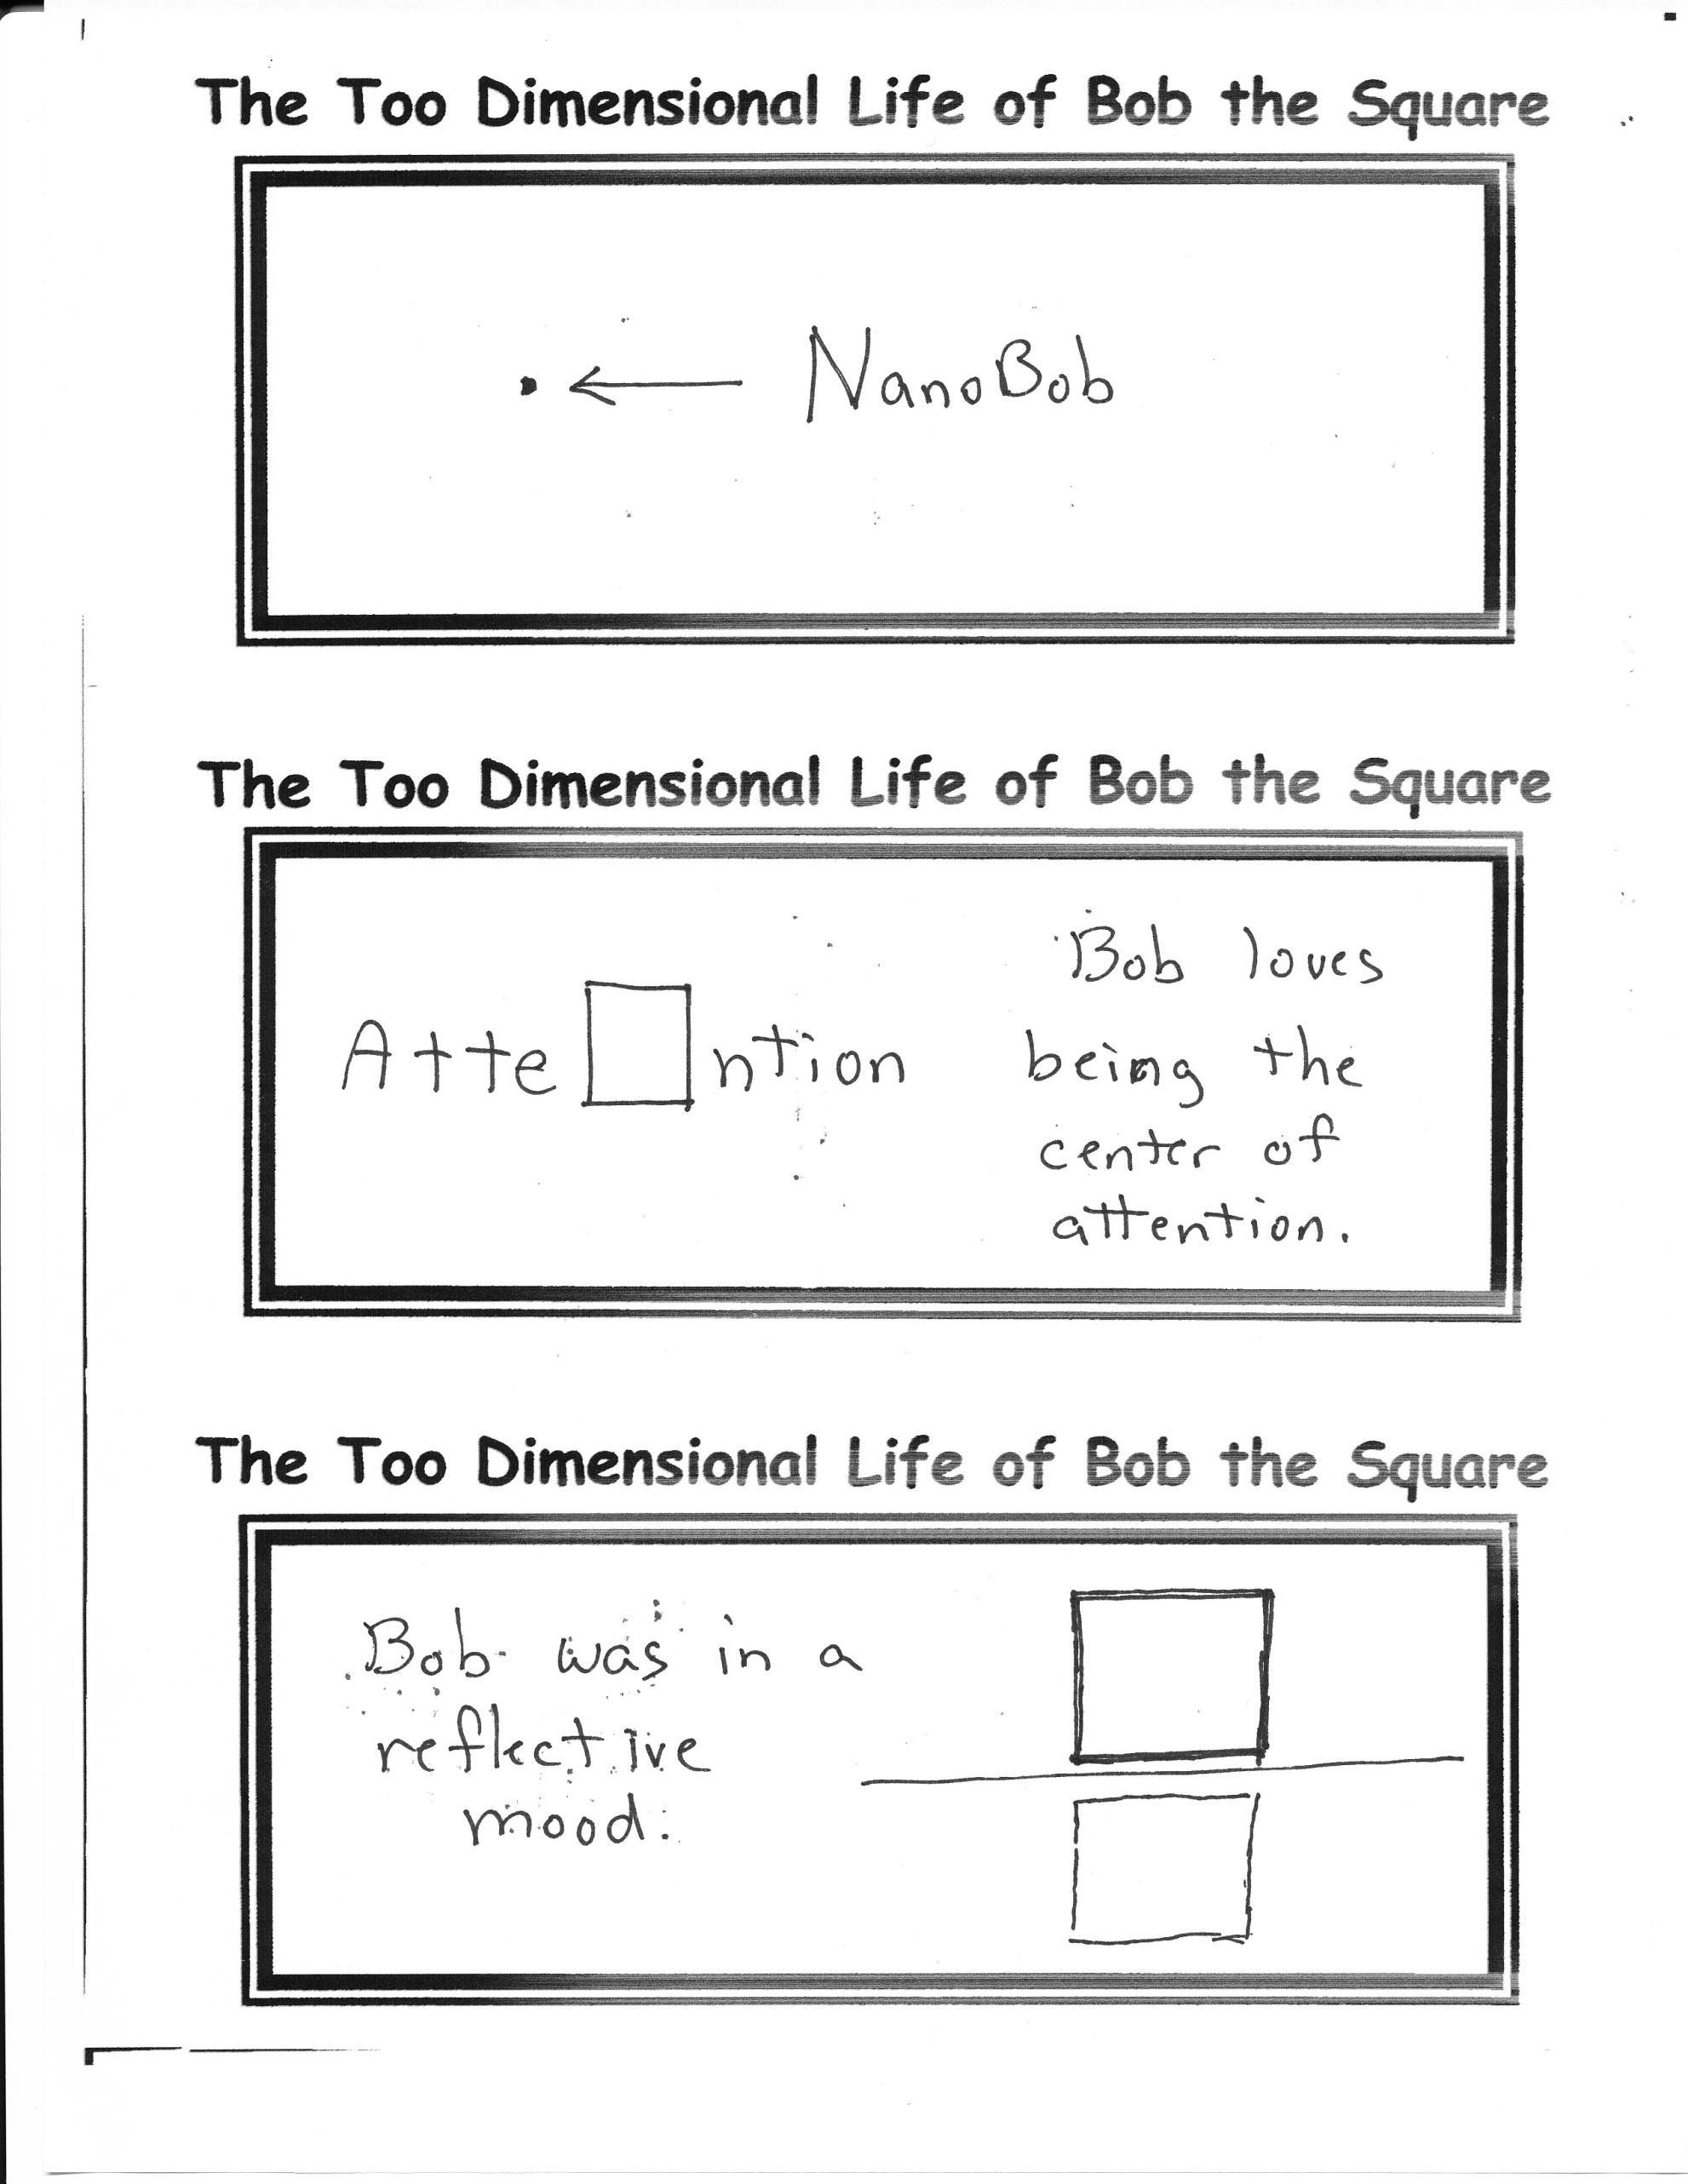 The Too Dimensional Life of Bob the Square
NanoBob
The Too Dimensional Life of Bob the Square
Atte ntion
Bob loves
being the
center of
attention.
The Too Dimensional Life of Bob the Square
Bob was in a
reflective
mood.